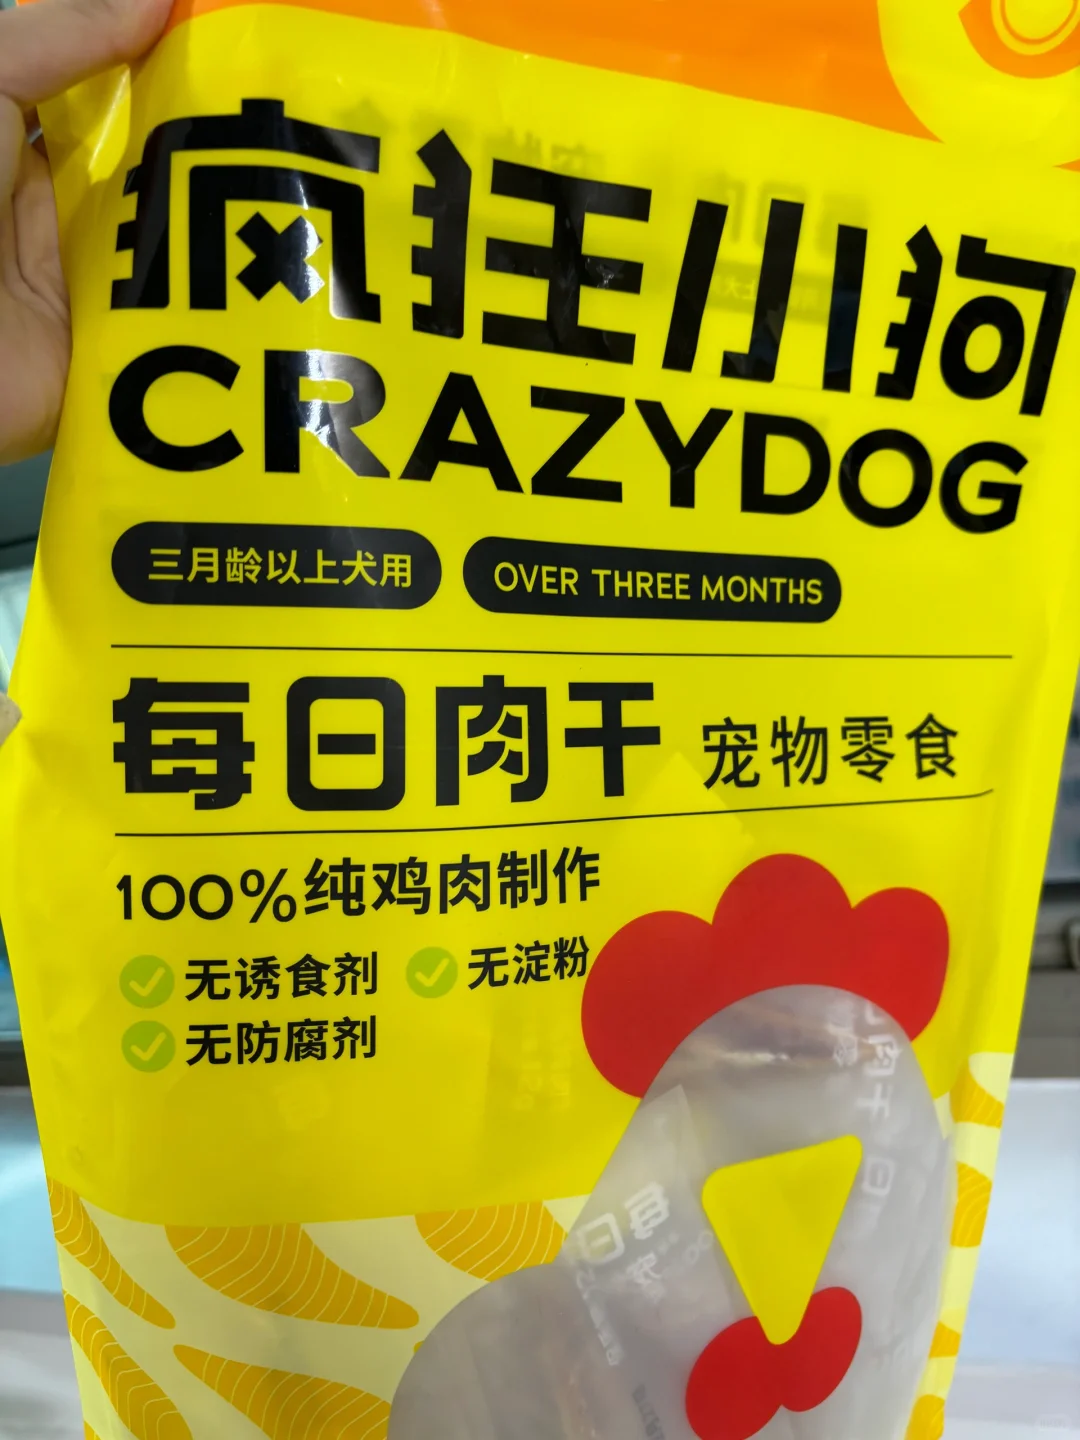 疯狂小狗
CRAZYDOG
三月龄以上犬用 OVER THREE MONTHS
每日肉干 宠物零食
100%纯鸡肉制作
无诱食剂 无淀粉
无防腐剂